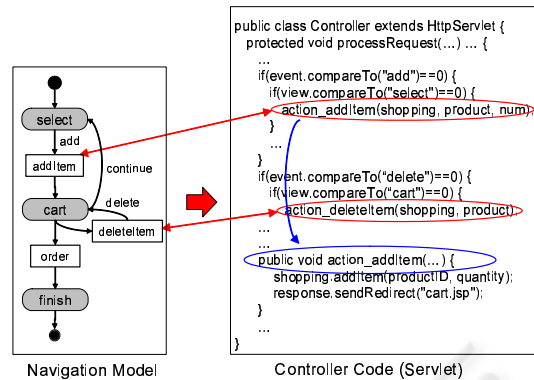 select
add
addItem
continue
cart
delete
deleteItem
order
finish
Navigation Model
public class Controller extends HttpServlet {
protected void processRequest(…) … {
…
if(event.compareTo("add")==0) {
if(view.compareTo("select")==0) {
action_addItem(shopping, product, num);
}
…
}
if(event.compareTo(“delete”)==0) {
if(view.compareTo(“cart”)==0) {
action_deleteItem(shopping, product);
…
…
public void action_addItem(…) {
shopping.addItem(productID, quantity);
response.sendRedirect("cart.jsp");
}
…
}
Controller Code (Servlet)